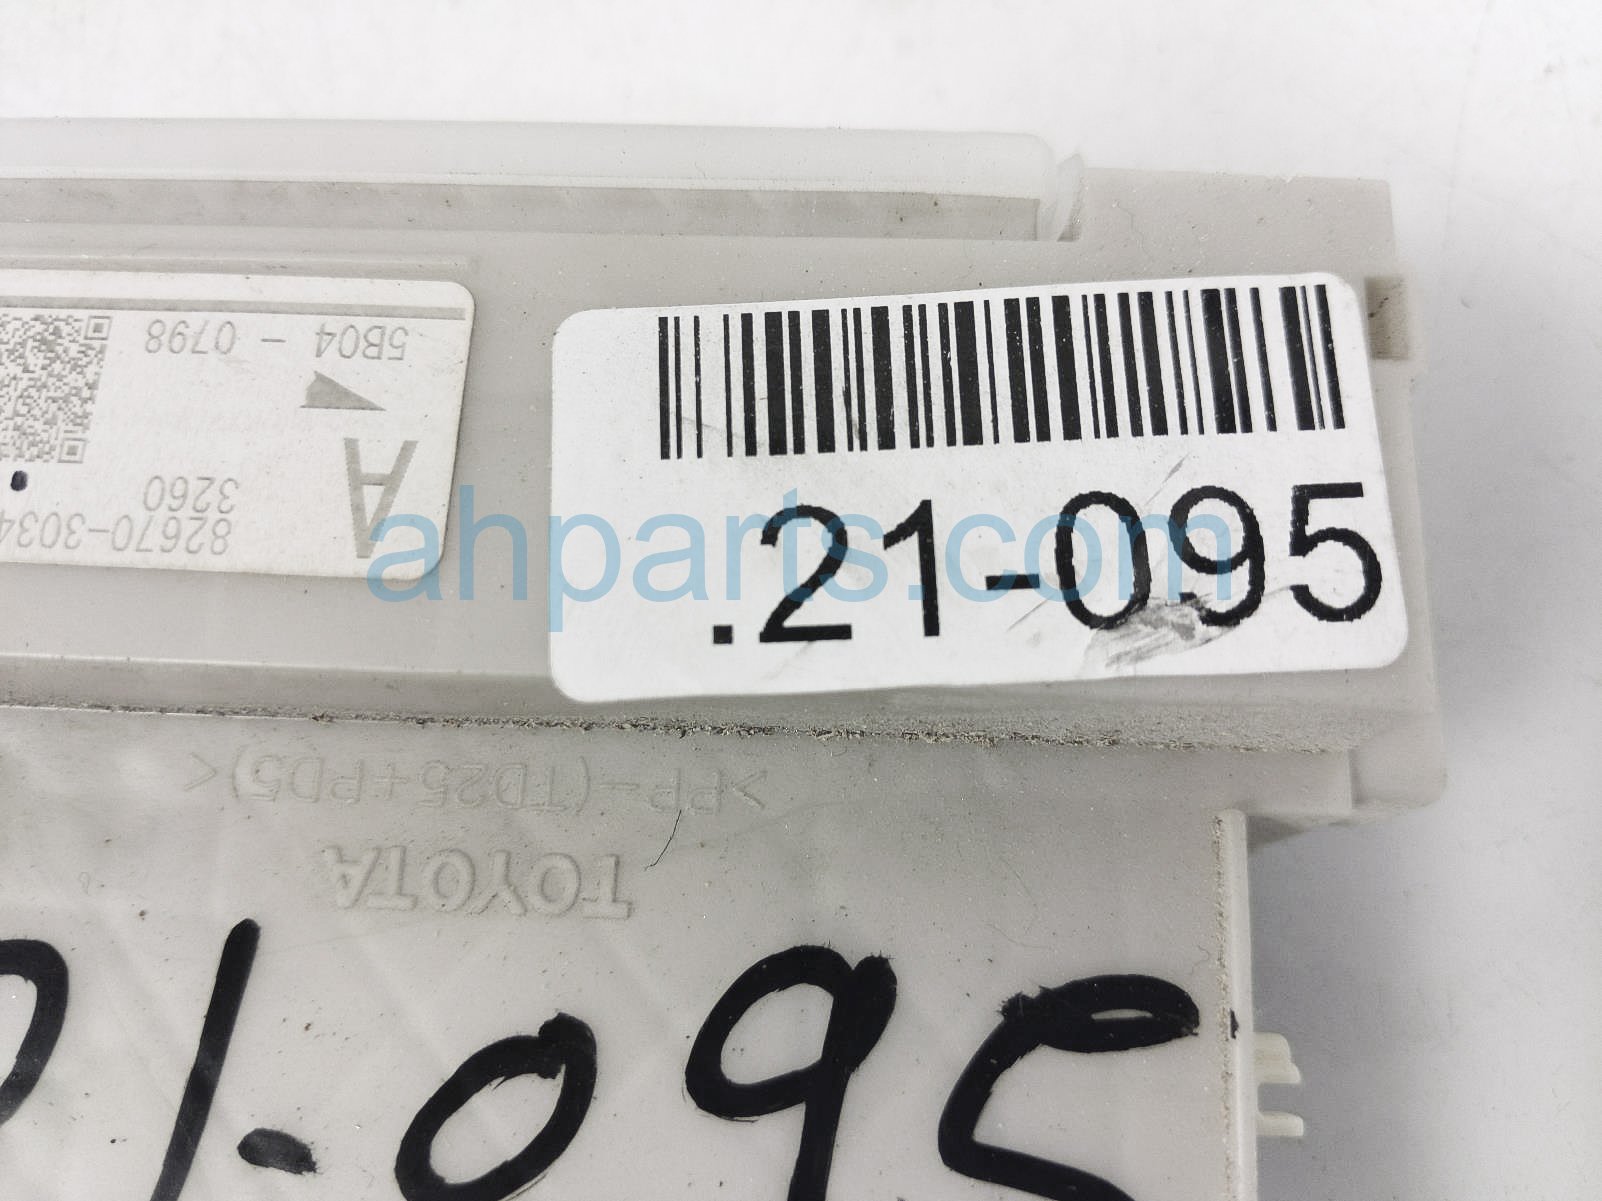 5B04 - 0798
A
3260
82670-3034
.21-095
ahparts.com
>PP-(TD25+PD5)<
TOYOTA
21-095